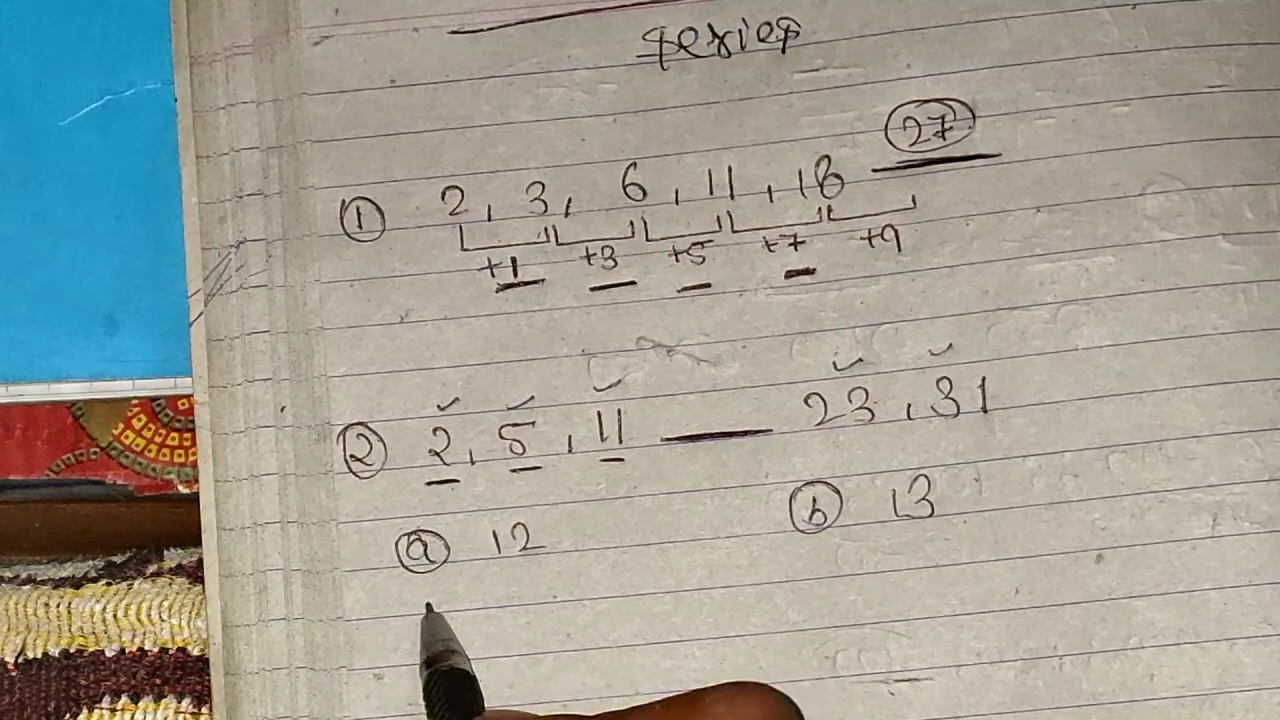 series
27
① 2, 3, 6, 11, 18
+1 +3 +5 +7 +9
② 2, 5, 11 ___ 23, 31
ⓐ 12 ⓑ 13